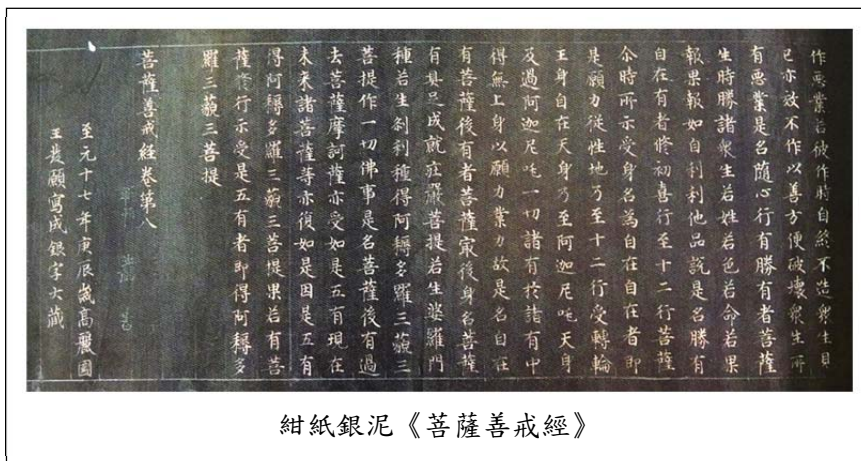 作惡業若彼作時自終不造衆生見
已亦效不作以善方便破壞衆生所
有惡業是名隨心行有勝有者菩薩
生時勝諸衆生若姓若色若命若果
報果報如自利利他品說是名勝有
自在有者修初喜行至十二行菩薩
尒時所示受身名為自在自在者即
是願力從性地乃至十二行受轉輪
王身自在天身乃至阿迦尼吒天身
及過阿迦尼吒一切諸有於諸有中
得無上身以願力業力故是名自在
有菩薩後有者菩薩㝡後身名菩薩
有具足成就莊嚴菩提若生婆羅門
種若生剎利種得阿耨多羅三藐三
菩提作一切佛事是名菩薩後有過
去菩薩摩訶薩亦受如是五有現在
未來諸菩薩等亦復如是因是五有
得阿耨多羅三藐三菩提果若有菩
薩脩行示受是五有者即得阿耨多
羅三藐三菩提
菩薩善戒經卷第八
至元十七年庚辰歲高麗國
王發願寫成銀字大藏
紺紙銀泥《菩薩善戒經》